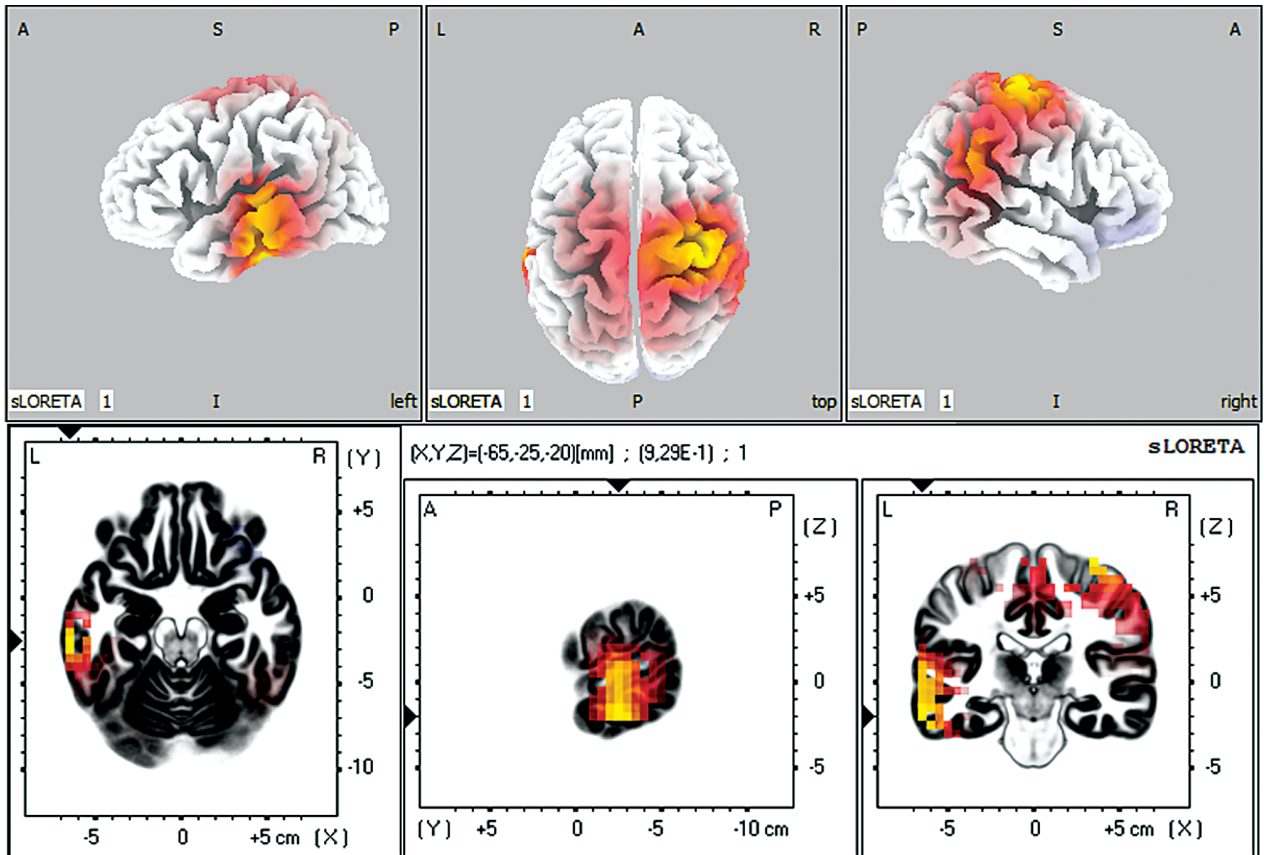 A S P
sLORETA 1 I left
L A R
sLORETA 1 P top
P S A
sLORETA 1 I right
(X,Y,Z)=(-65,-25,-20)[mm] ; (9,29E-1) ; 1
sLORETA
L R (Y)
+5
0
-5
-10
-5 0 +5 cm (X)
A P (Z)
+5
0
-5
(Y) +5 0 -5 -10 cm
L R (Z)
+5
0
-5
-5 0 +5 cm (X)